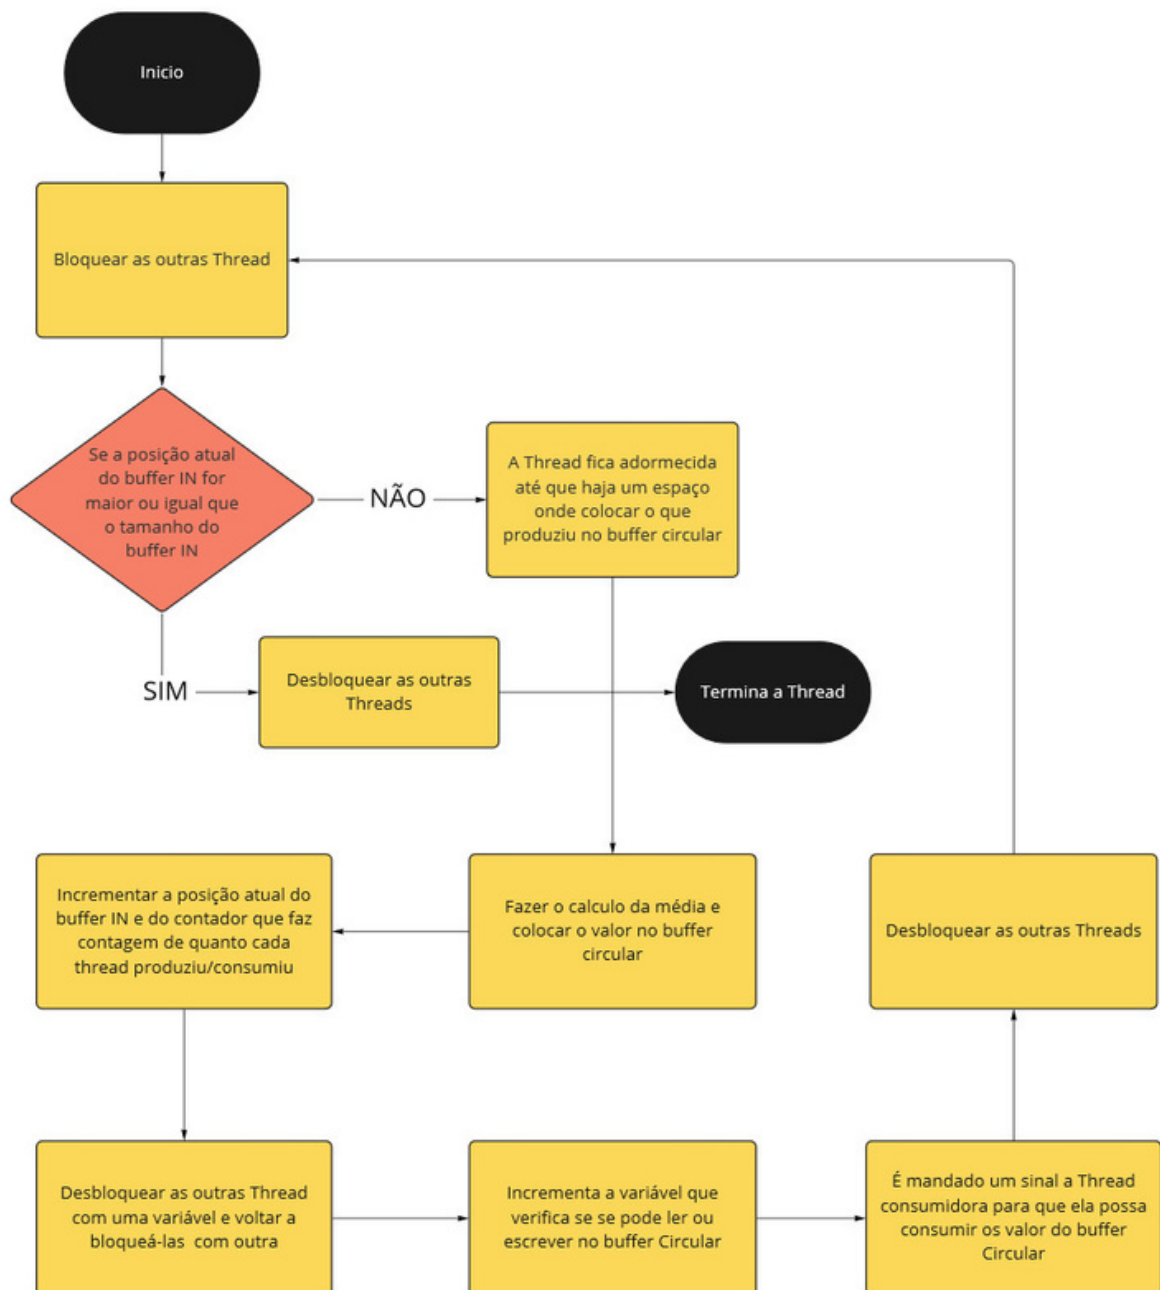 Inicio
Bloquear as outras Thread
Se a posição atual
do buffer IN for
maior ou igual que
o tamanho do
buffer IN
NÃO
A Thread fica adormecida
até que haja um espaço
onde colocar o que
produziu no buffer circular
SIM
Desbloquear as outras
Threads
Termina a Thread
Incrementar a posição atual do
buffer IN e do contador que faz
contagem de quanto cada
thread produziu/consumiu
Fazer o calculo da média e
colocar o valor no buffer
circular
Desbloquear as outras Threads
Desbloquear as outras Thread
com uma variável e voltar a
bloqueá-las com outra
Incrementa a variável que
verifica se se pode ler ou
escrever no buffer Circular
É mandado um sinal a Thread
consumidora para que ela possa
consumir os valor do buffer
Circular